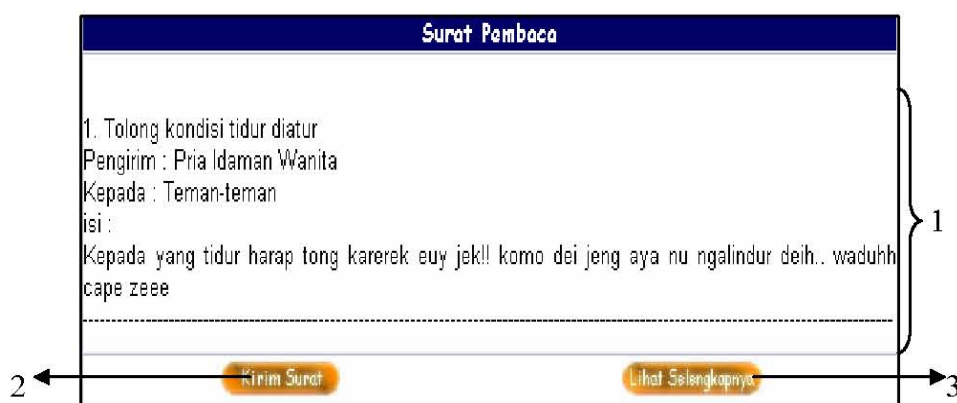 Surat Pembaca
1. Tolong kondisi tidur diatur
Pengirim : Pria Idaman Wanita
Kepada : Teman-teman
isi :
Kepada yang tidur harap tong karerek euy jek!! komo dei jeng aya nu ngalindur deih.. waduhh
cape zeee
1
2
Kirim Surat
Lihat Selengkapnya
3